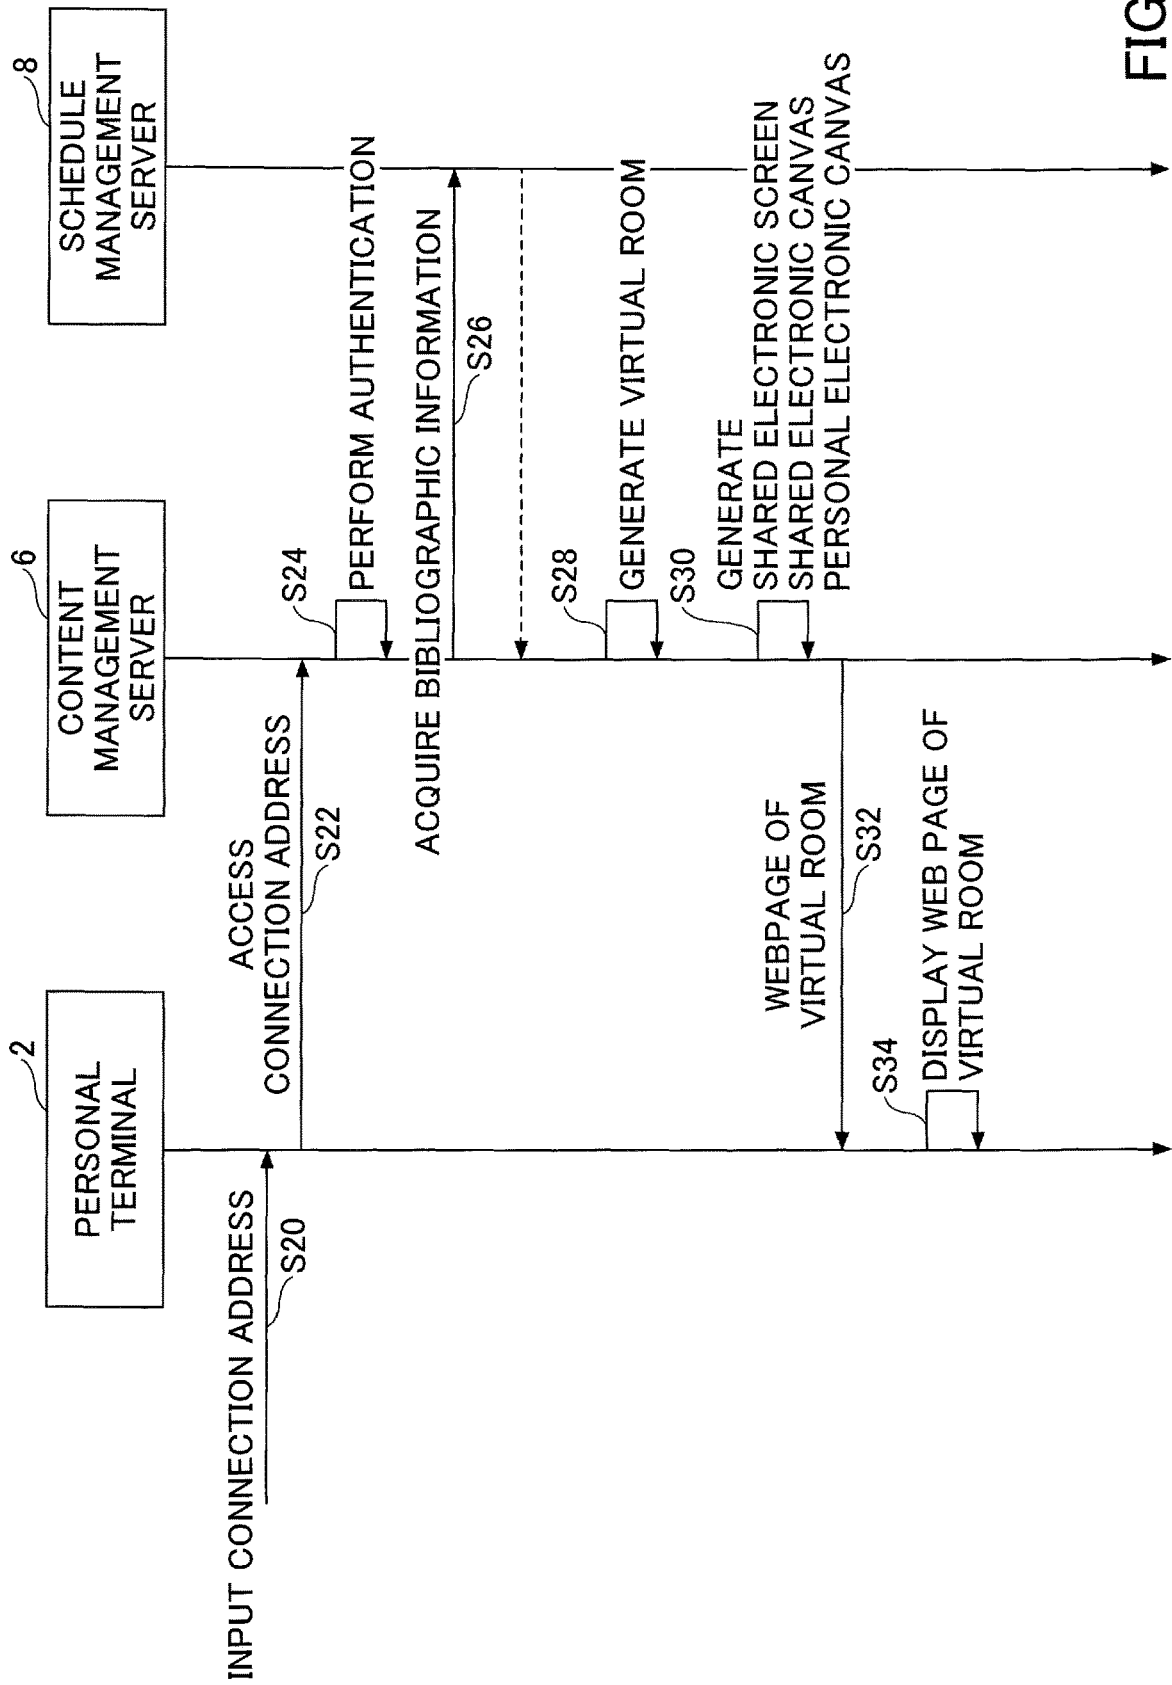 2
PERSONAL
TERMINAL
6
CONTENT
MANAGEMENT
SERVER
8
SCHEDULE
MANAGEMENT
SERVER
INPUT CONNECTION ADDRESS
S20
ACCESS
CONNECTION ADDRESS
S22
S24
PERFORM AUTHENTICATION
ACQUIRE BIBLIOGRAPHIC INFORMATION
S26
S28
GENERATE VIRTUAL ROOM
S30
GENERATE
SHARED ELECTRONIC SCREEN
SHARED ELECTRONIC CANVAS
PERSONAL ELECTRONIC CANVAS
WEBPAGE OF
VIRTUAL ROOM
S32
S34
DISPLAY WEB PAGE OF
VIRTUAL ROOM
FIG